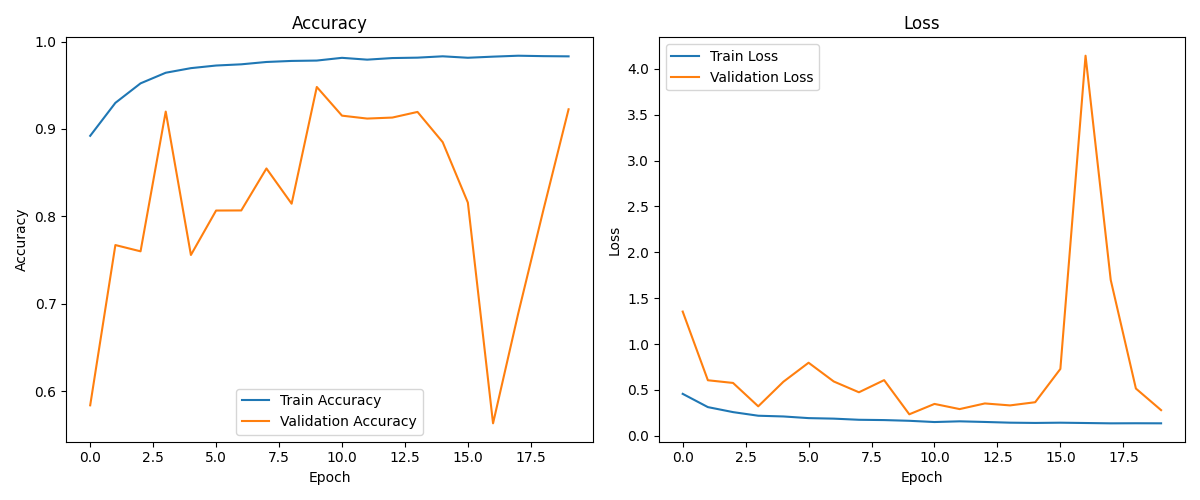 Accuracy
1.0
0.9
0.8
0.7
0.6
Accuracy
Train Accuracy
Validation Accuracy
0.0 2.5 5.0 7.5 10.0 12.5 15.0 17.5
Epoch
Loss
Train Loss
Validation Loss
4.0
3.5
3.0
2.5
2.0
1.5
1.0
0.5
0.0
Loss
0.0 2.5 5.0 7.5 10.0 12.5 15.0 17.5
Epoch